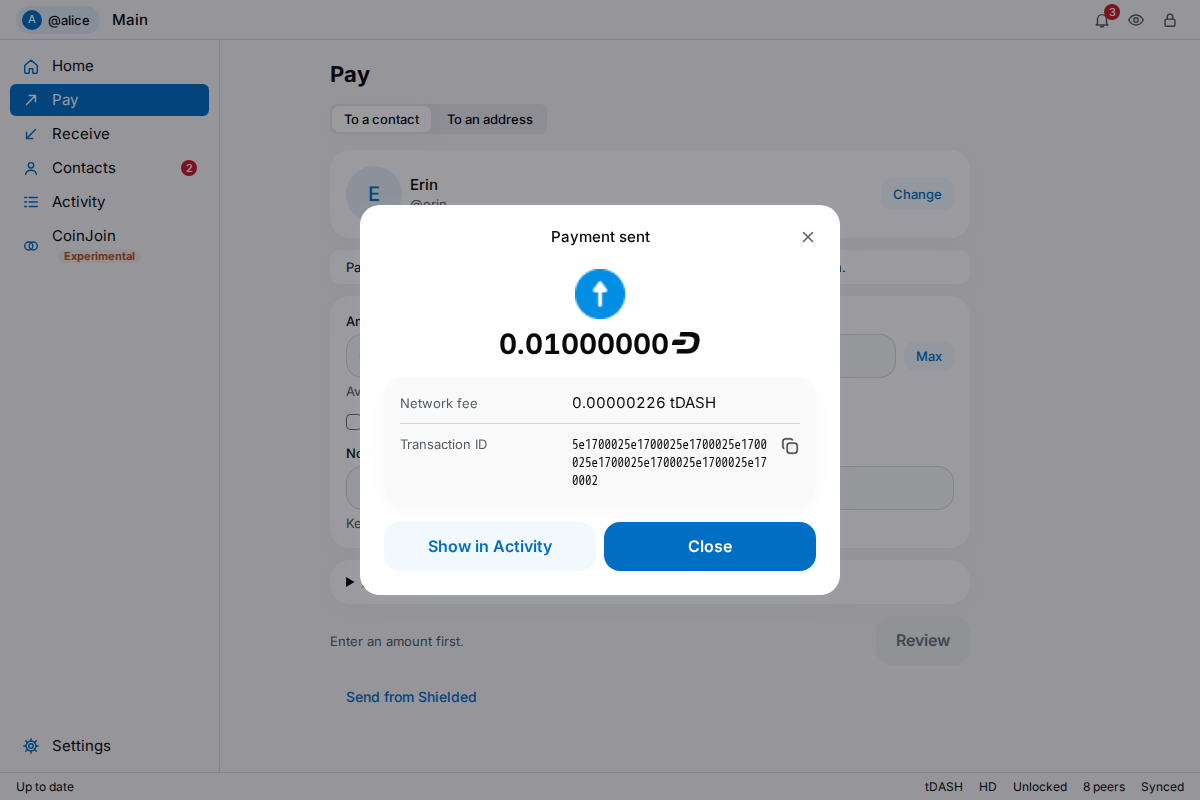 A @alice Main 3
Home
Pay
Receive
Contacts 2
Activity
CoinJoin
Experimental
Settings
Pay
To a contact To an address
E Erin
@erin
Change
Max
Payment sent
0.01000000
Network fee 0.00000226 tDASH
Transaction ID 5e1700025e1700025e1700025e1700
025e1700025e1700025e1700025e17
0002
Show in Activity Close
Enter an amount first. Review
Send from Shielded
Up to date tDASH HD Unlocked 8 peers Synced